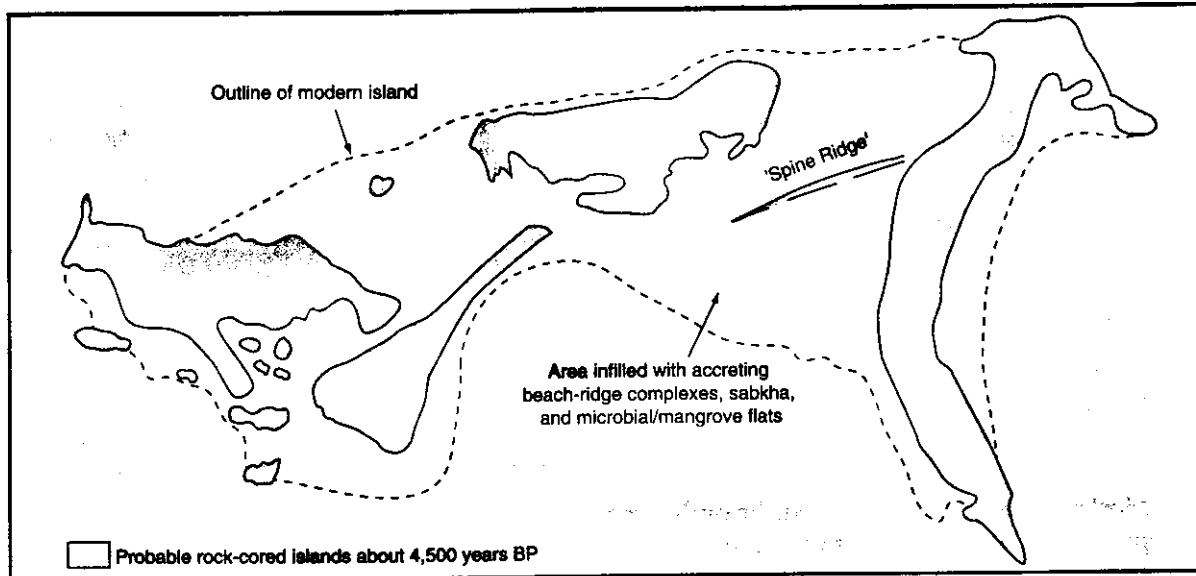 Outline of modern island
'Spine Ridge'
Area infilled with accreting
beach-ridge complexes, sabkha,
and microbial/mangrove flats
Probable rock-cored islands about 4,500 years BP